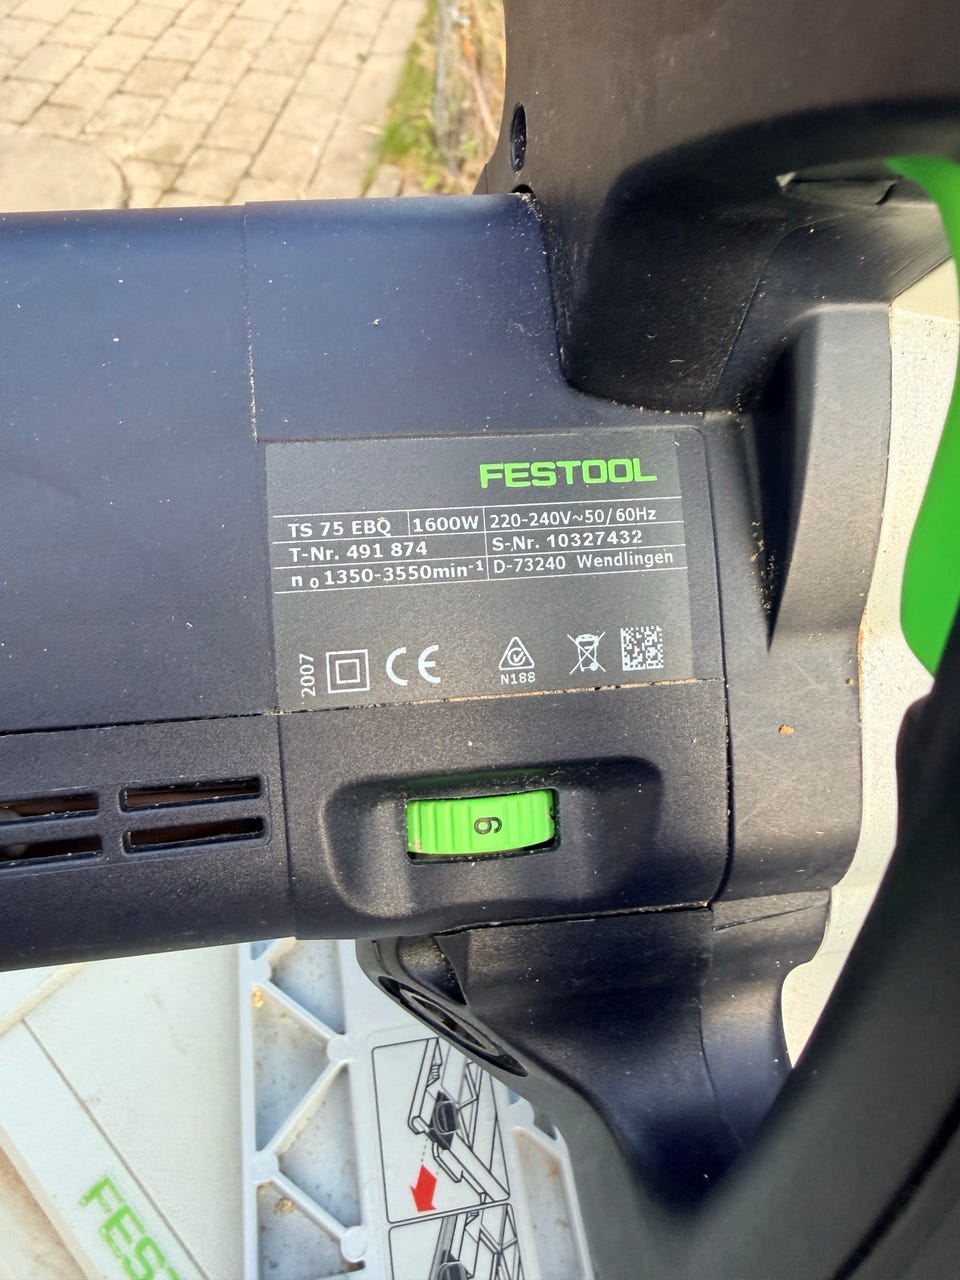 FESTOOL
TS 75 EBQ 1600W 220-240V~50/60Hz
T-Nr. 491 874 S-Nr. 10327432
n 0 1350-3550min-1 D-73240 Wendlingen
2007 CE N188
6
FES